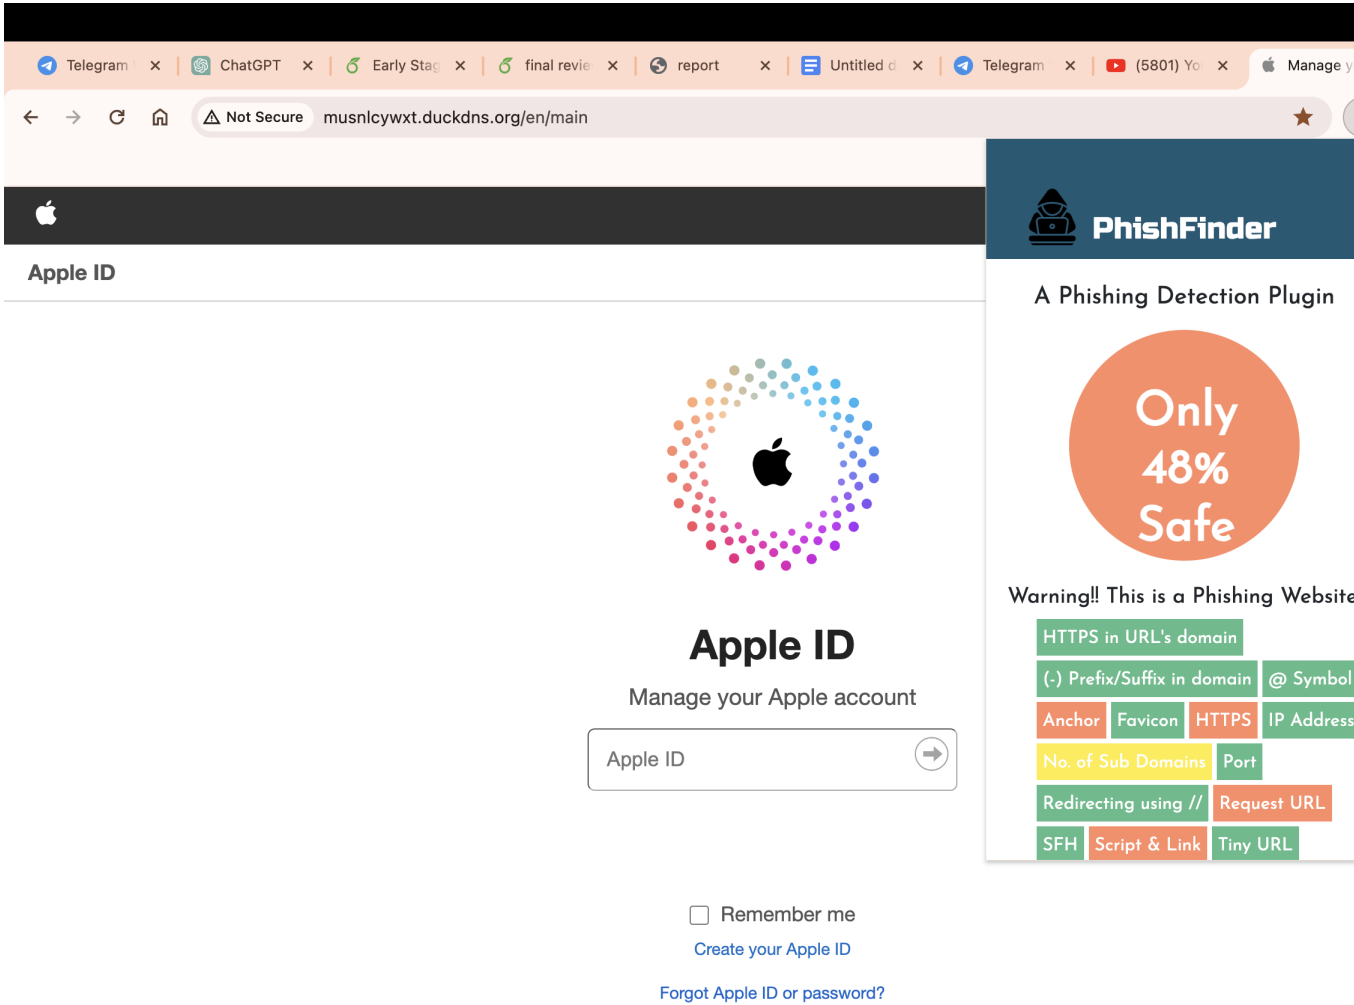 Telegram
ChatGPT
Early Stag
final revie
report
Untitled d
Telegram
(5801) Yo
Manage y
Not Secure
musnlcywxt.duckdns.org/en/main
PhishFinder
Apple ID
A Phishing Detection Plugin
Only
48%
Safe
Warning!! This is a Phishing Website
HTTPS in URL's domain
(-) Prefix/Suffix in domain @ Symbol
Anchor Favicon HTTPS IP Address
No. of Sub Domains Port
Redirecting using // Request URL
SFH Script & Link Tiny URL
Apple ID
Manage your Apple account
Apple ID
Remember me
Create your Apple ID
Forgot Apple ID or password?